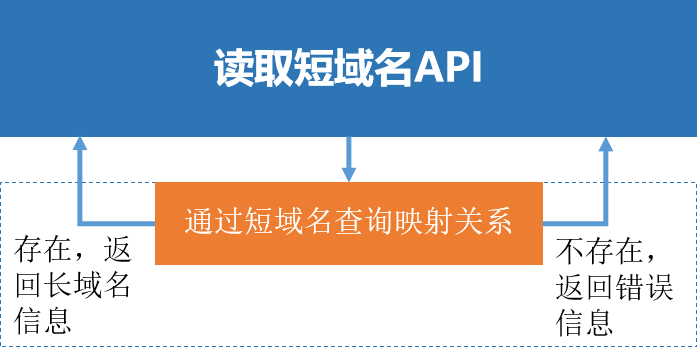 读取短域名API
通过短域名查询映射关系
存在，返
回长域名
信息
不存在，
返回错误
信息